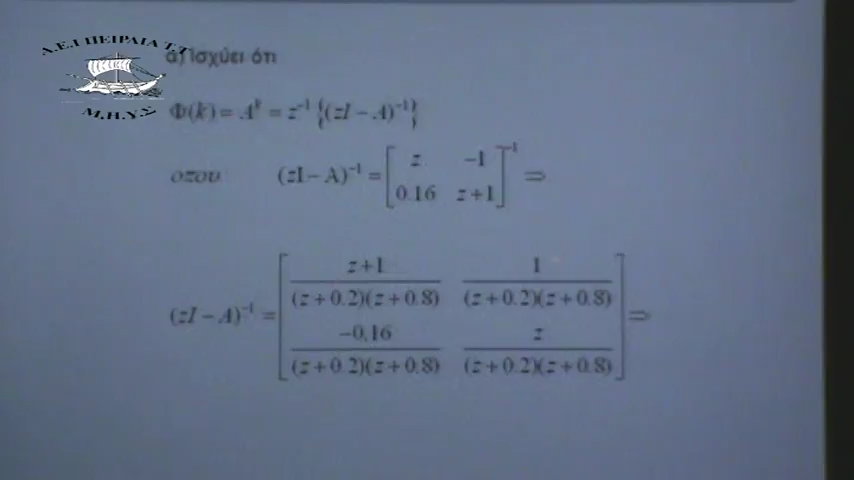 Α.Ε.Ι ΠΕΙΡΑΙΑ Τ.Τ
Μ.Η.Υ.Σ
α) Ισχύει ότι
Φ(k) = A^k = z^{-1} {(zI − A)^{-1}}
οπου (zI − A)^{-1} = [ z −1 ; 0.16 z+1 ]^{-1} ⇒
(zI − A)^{-1} = [ (z+1)/((z+0.2)(z+0.8)) 1/((z+0.2)(z+0.8)) ; −0.16/((z+0.2)(z+0.8)) z/((z+0.2)(z+0.8)) ] ⇒